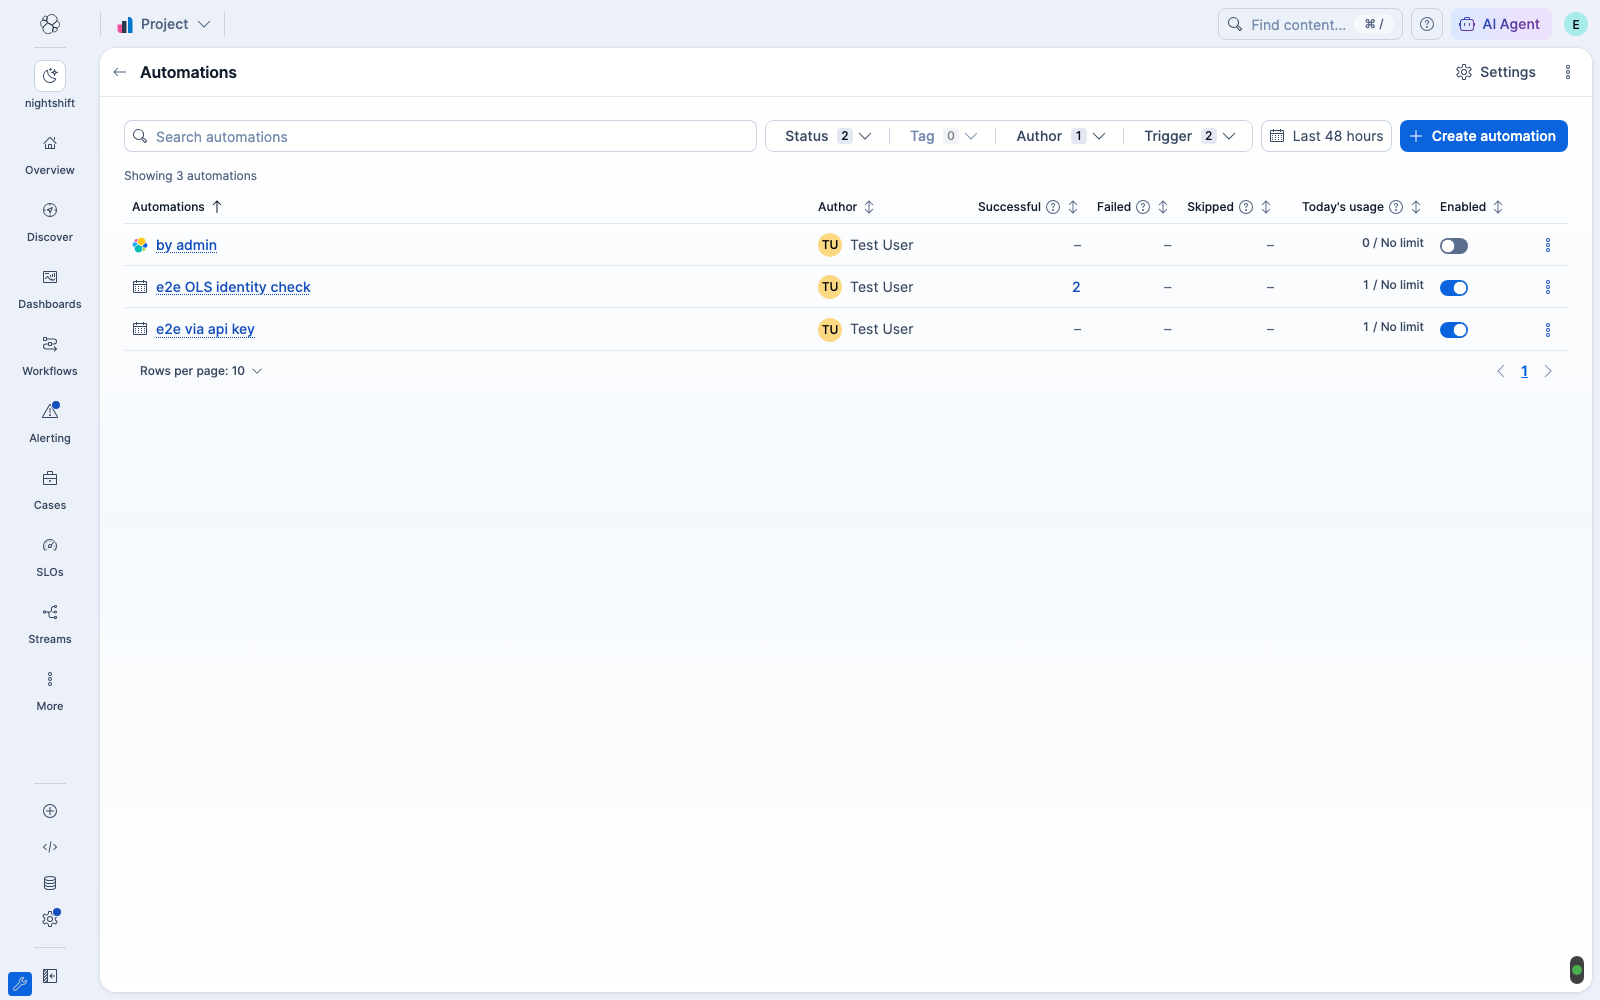 Project
Find content... ⌘ /
AI Agent
E
nightshift
Overview
Discover
Dashboards
Workflows
Alerting
Cases
SLOs
Streams
More
Automations
Settings
Search automations
Status 2
Tag 0
Author 1
Trigger 2
Last 48 hours
Create automation
Showing 3 automations
Automations Author Successful Failed Skipped Today's usage Enabled
by admin TU Test User – – – 0 / No limit
e2e OLS identity check TU Test User 2 – – 1 / No limit
e2e via api key TU Test User – – – 1 / No limit
Rows per page: 10
1